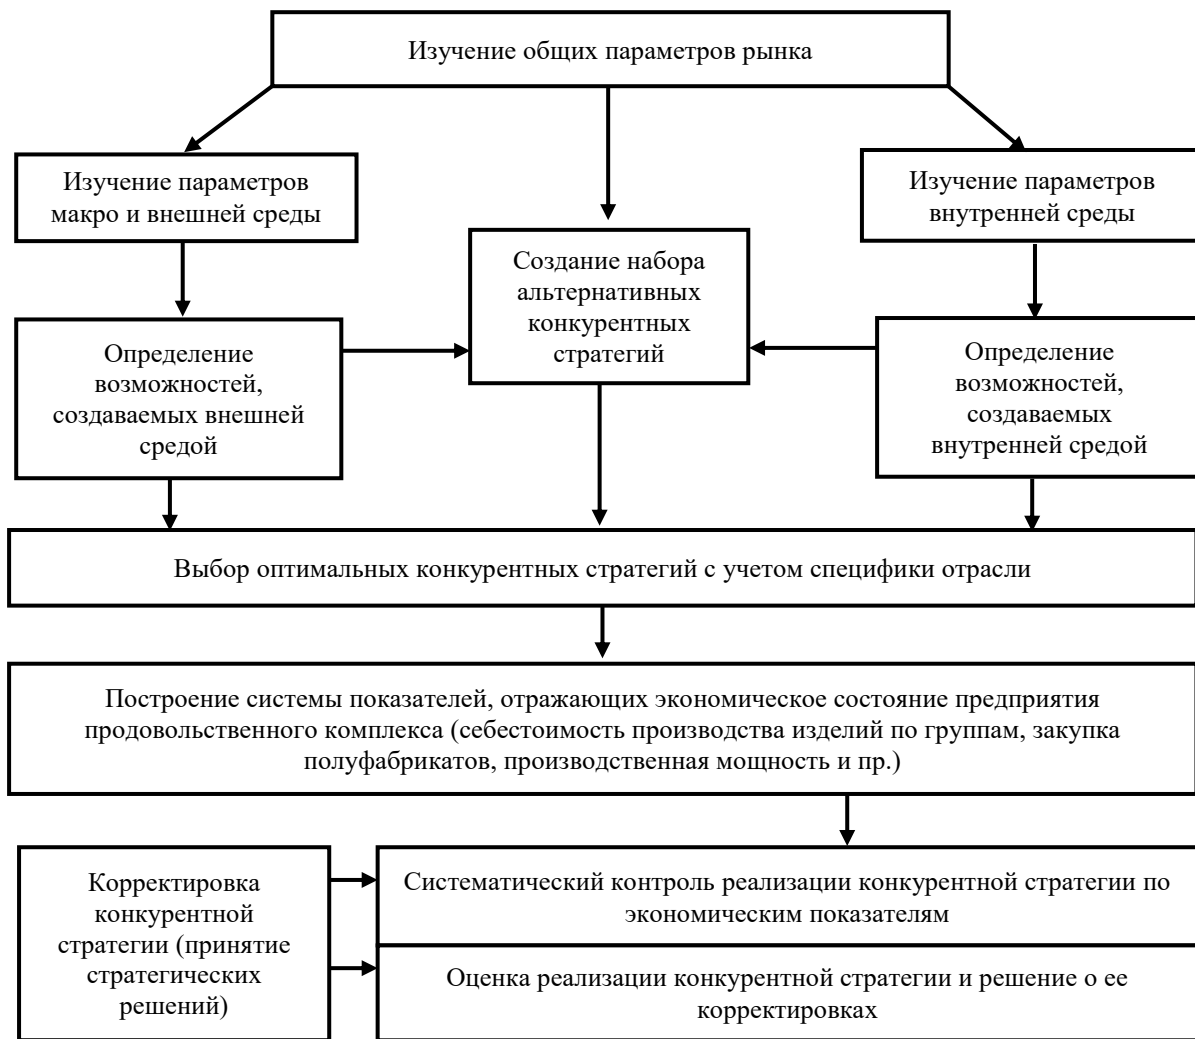 Изучение общих параметров рынка
Изучение параметров
макро и внешней среды
Изучение параметров
внутренней среды
Создание набора
альтернативных
конкурентных
стратегий
Определение
возможностей,
создаваемых внешней
средой
Определение
возможностей,
создаваемых
внутренней средой
Выбор оптимальных конкурентных стратегий с учетом специфики отрасли
Построение системы показателей, отражающих экономическое состояние предприятия
продовольственного комплекса (себестоимость производства изделий по группам, закупка
полуфабрикатов, производственная мощность и пр.)
Корректировка
конкурентной
стратегии (принятие
стратегических
решений)
Систематический контроль реализации конкурентной стратегии по
экономическим показателям
Оценка реализации конкурентной стратегии и решение о ее
корректировках